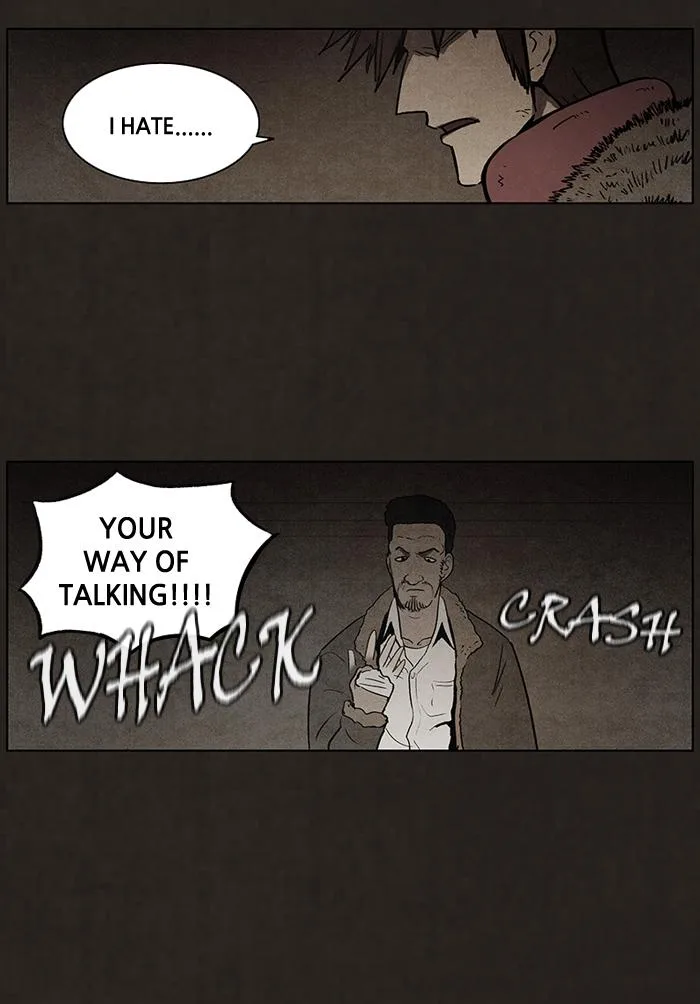 I HATE......
YOUR
WAY OF
TALKING!!!!
WHACK
CRASH